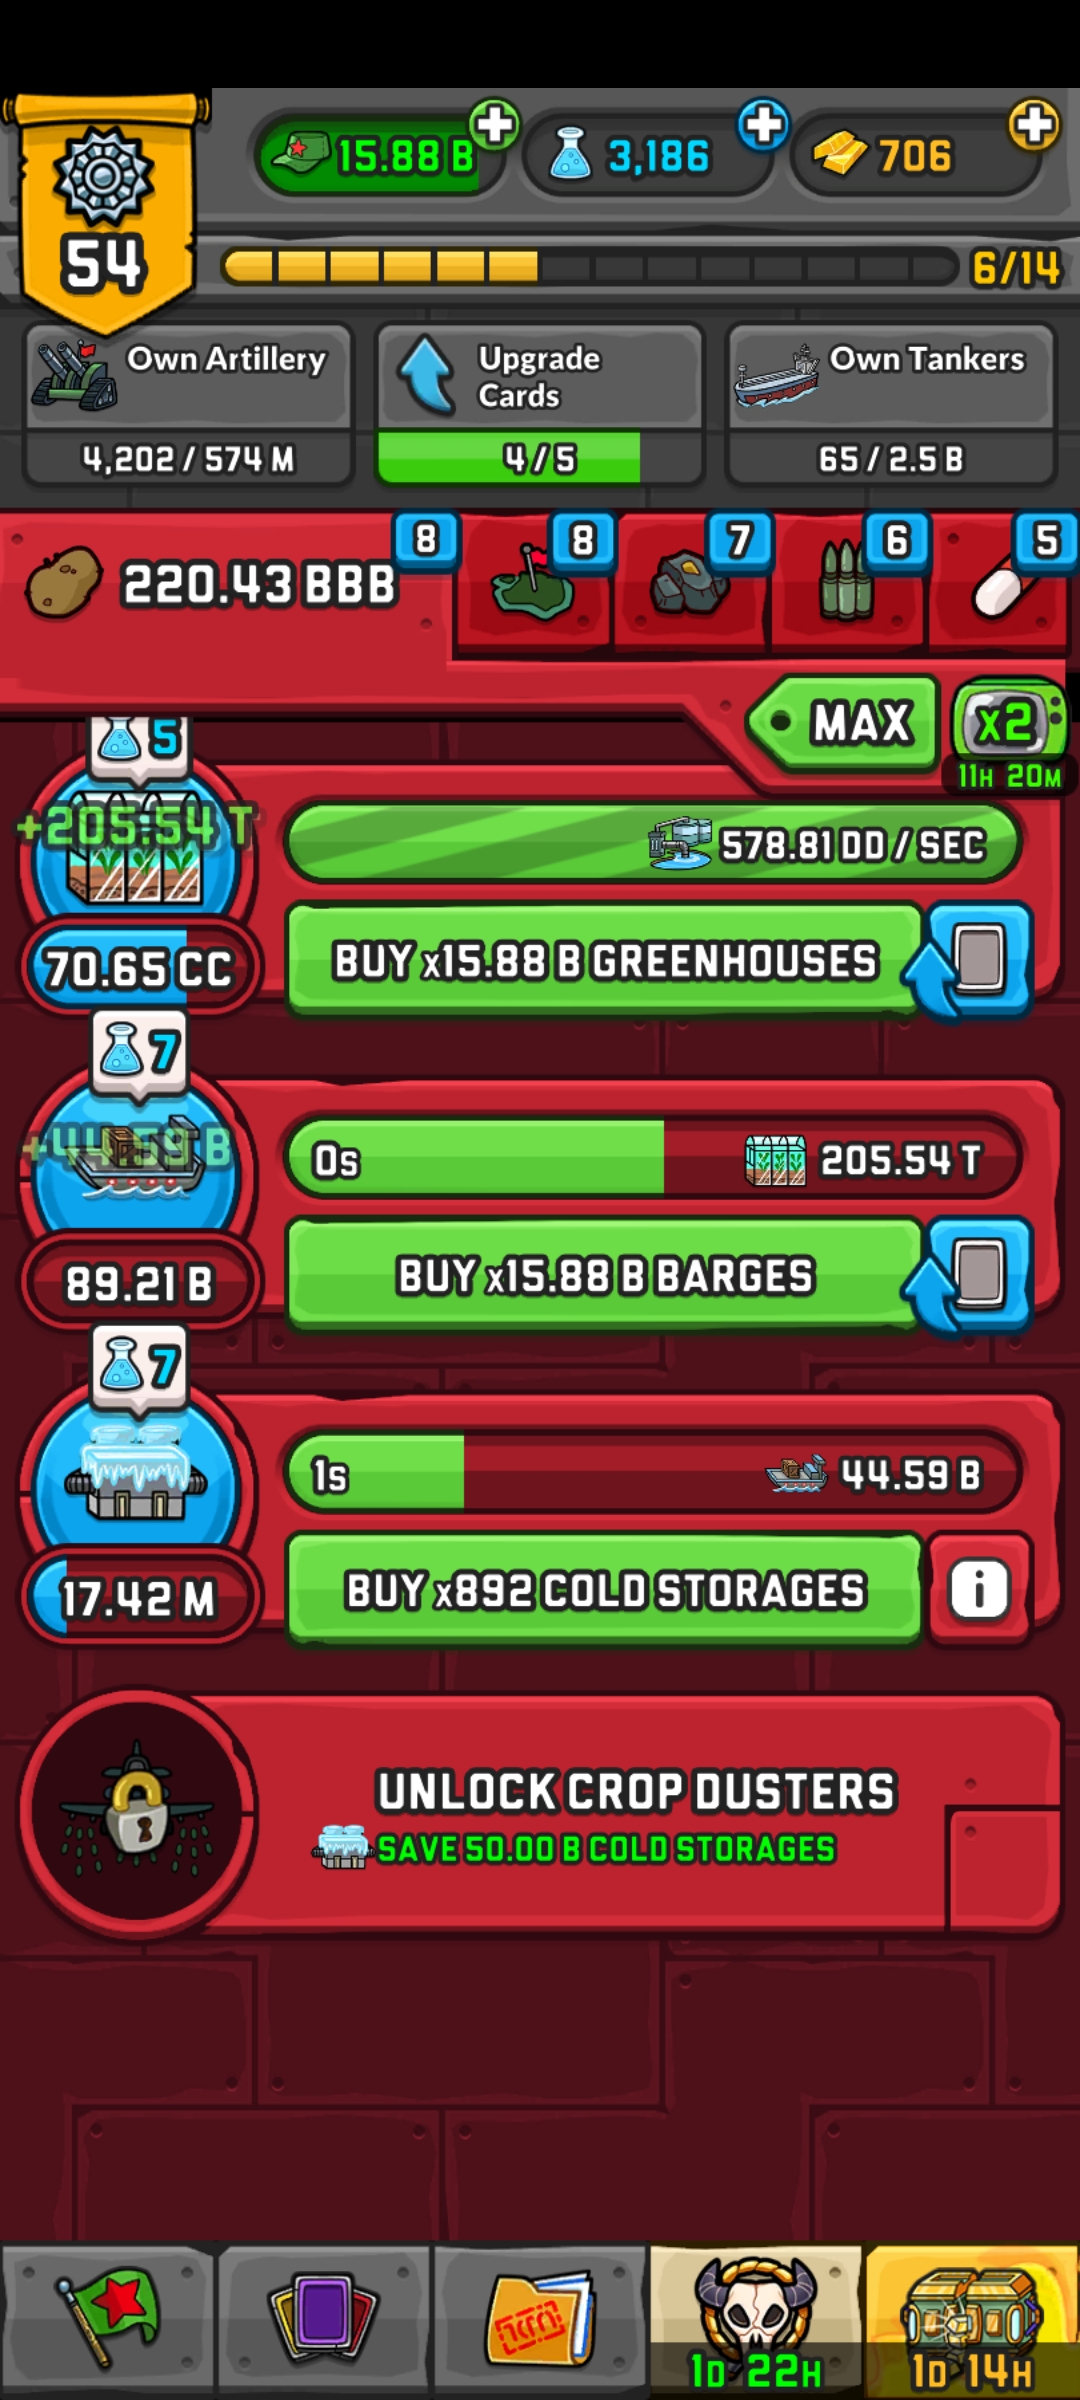 15.88 B
3,186
706
54
6/14
Own Artillery
4,202 / 574 M
Upgrade
Cards
4 / 5
Own Tankers
65 / 2.5 B
220.43 BBB
8
8
7
6
5
MAX
x2
11H 20M
5
+205.54 T
578.81 DD / SEC
70.65 CC
BUY x15.88 B GREENHOUSES
7
+44.59 B
0s
205.54 T
89.21 B
BUY x15.88 B BARGES
7
1s
44.59 B
17.42 M
BUY x892 COLD STORAGES
i
UNLOCK CROP DUSTERS
SAVE 50.00 B COLD STORAGES
1D 22H
1D 14H